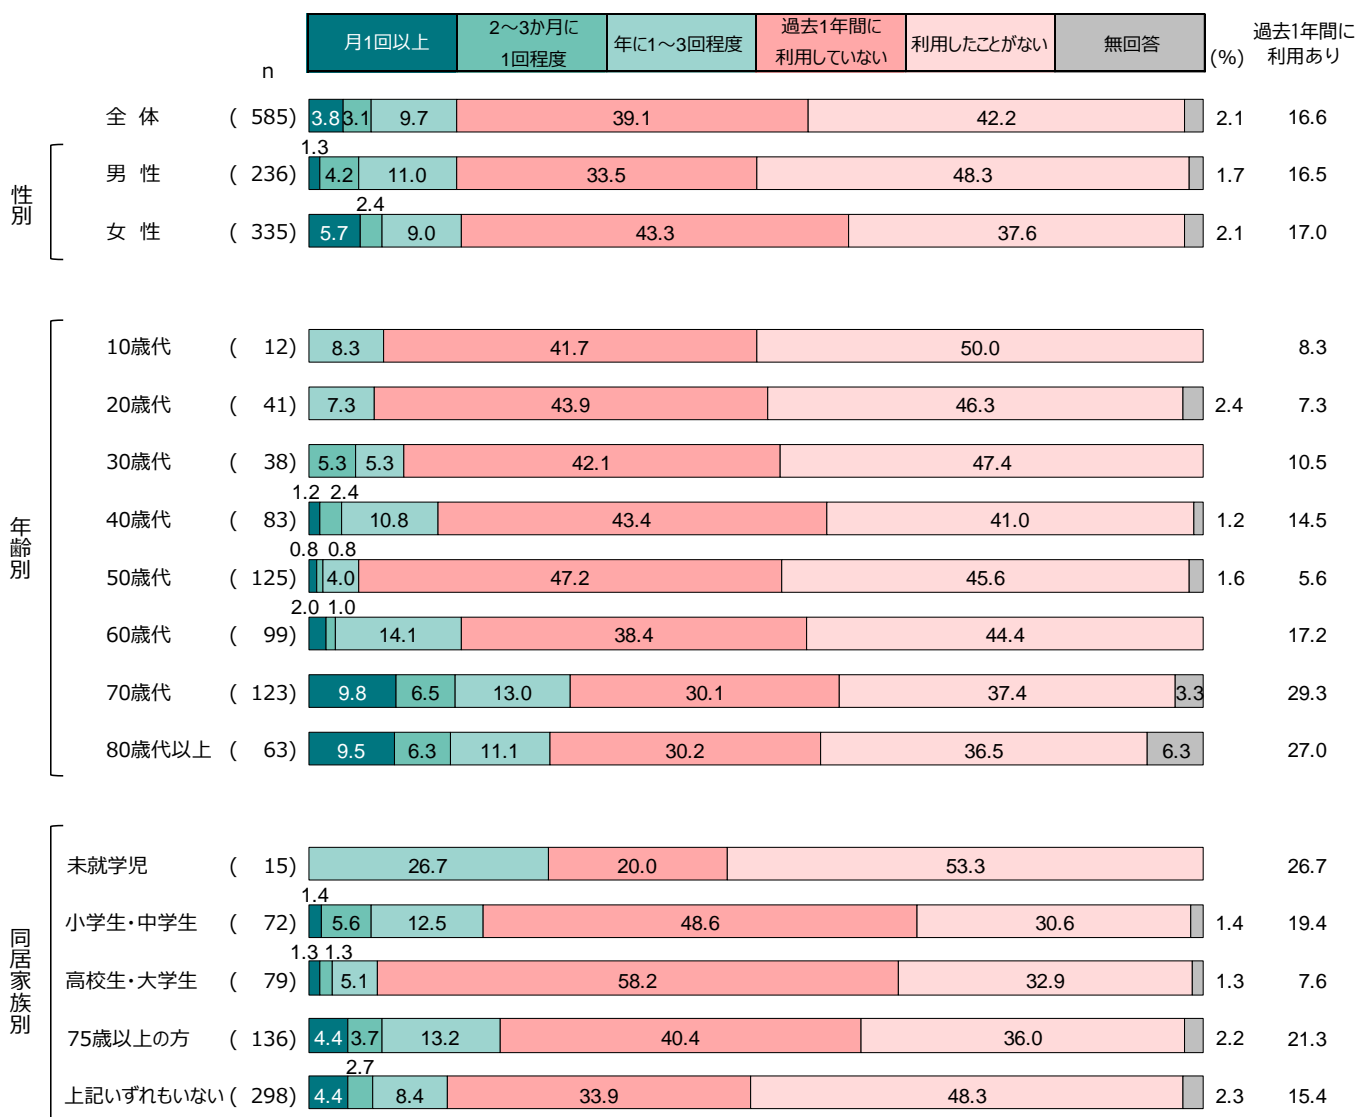 月1回以上 2～3か月に1回程度 年に1～3回程度 過去1年間に利用していない 利用したことがない 無回答 (%) 過去1年間に利用あり
n
全 体 ( 585) 3.8 3.1 9.7 39.1 42.2 2.1 16.6
性別
男 性 ( 236) 1.3 4.2 11.0 33.5 48.3 1.7 16.5
女 性 ( 335) 5.7 2.4 9.0 43.3 37.6 2.1 17.0
年齢別
10歳代 ( 12) 8.3 41.7 50.0 8.3
20歳代 ( 41) 7.3 43.9 46.3 2.4 7.3
30歳代 ( 38) 5.3 5.3 42.1 47.4 10.5
40歳代 ( 83) 1.2 2.4 10.8 43.4 41.0 1.2 14.5
50歳代 ( 125) 0.8 0.8 4.0 47.2 45.6 1.6 5.6
60歳代 ( 99) 2.0 1.0 14.1 38.4 44.4 17.2
70歳代 ( 123) 9.8 6.5 13.0 30.1 37.4 3.3 29.3
80歳代以上 ( 63) 9.5 6.3 11.1 30.2 36.5 6.3 27.0
同居家族別
未就学児 ( 15) 26.7 20.0 53.3 26.7
小学生・中学生 ( 72) 1.4 5.6 12.5 48.6 30.6 1.4 19.4
高校生・大学生 ( 79) 1.3 1.3 5.1 58.2 32.9 1.3 7.6
75歳以上の方 ( 136) 4.4 3.7 13.2 40.4 36.0 2.2 21.3
上記いずれもいない ( 298) 4.4 2.7 8.4 33.9 48.3 2.3 15.4